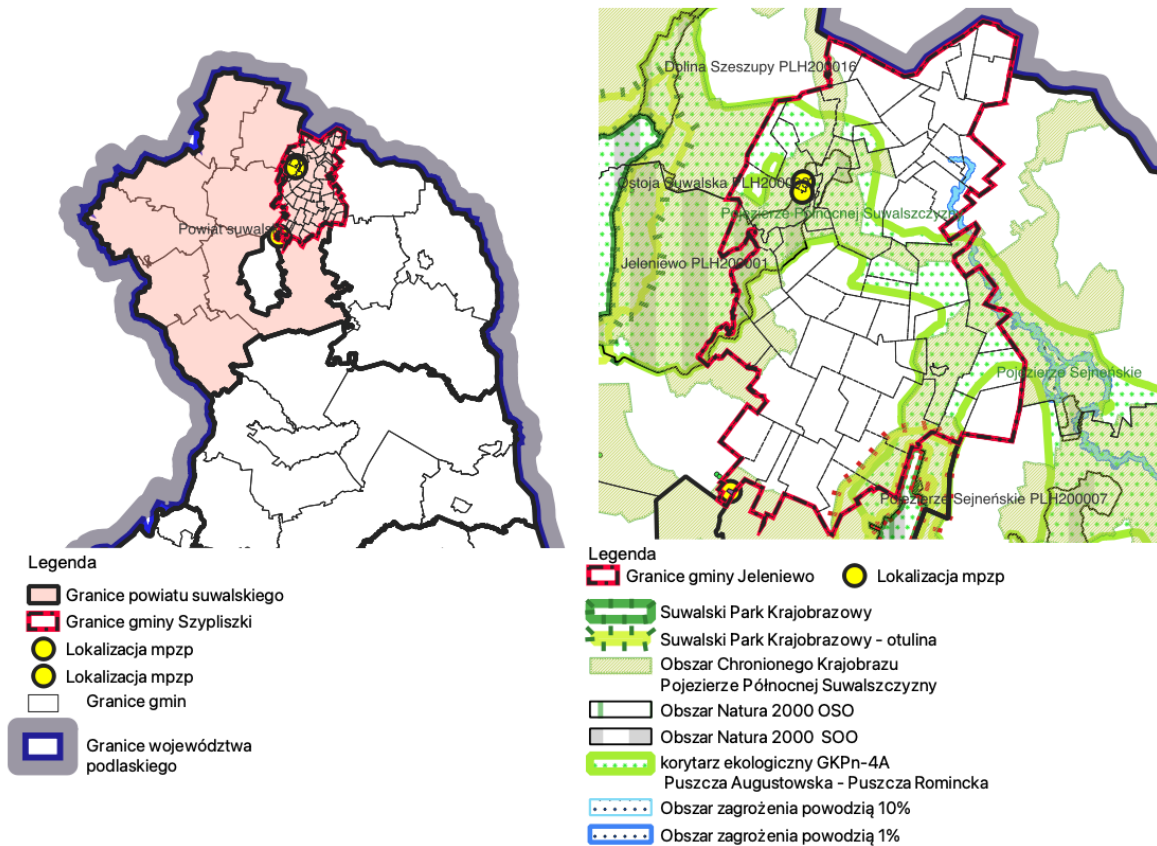 Powiat suwalski
Legenda
Granice powiatu suwalskiego
Granice gminy Szypliszki
Lokalizacja mpzp
Lokalizacja mpzp
Granice gmin
Granice województwa
podlaskiego
Dolina Szeszupy PLH200016
Ostoja Suwalska PLH200003
Pojezierze Północnej Suwalszczyzny
Jeleniewo PLH200001
Pojezierze Sejneńskie
Pojezierze Sejneńskie PLH200007
Legenda
Granice gminy Jeleniewo
Lokalizacja mpzp
Suwalski Park Krajobrazowy
Suwalski Park Krajobrazowy - otulina
Obszar Chronionego Krajobrazu
Pojezierze Północnej Suwalszczyzny
Obszar Natura 2000 OSO
Obszar Natura 2000 SOO
korytarz ekologiczny GKPn-4A
Puszcza Augustowska - Puszcza Romincka
Obszar zagrożenia powodzią 10%
Obszar zagrożenia powodzią 1%